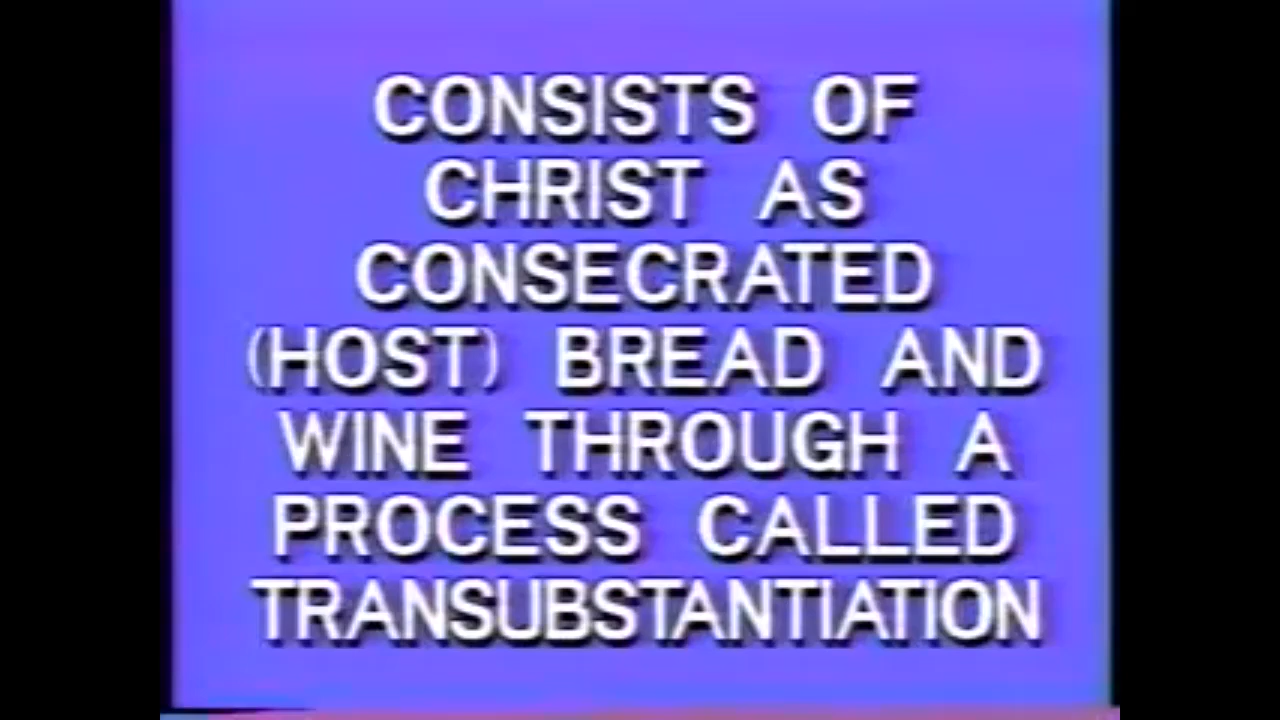 CONSISTS OF
CHRIST AS
CONSECRATED
(HOST) BREAD AND
WINE THROUGH A
PROCESS CALLED
TRANSUBSTANTIATION